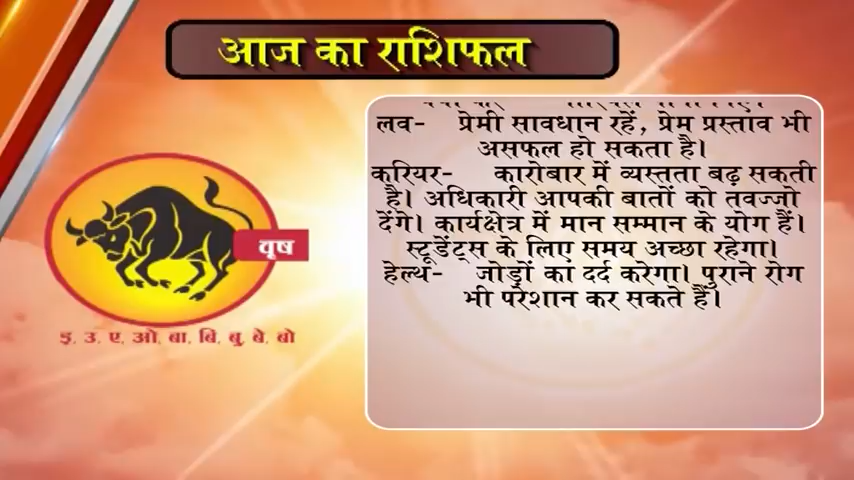 आज का राशिफल
लव- प्रेमी सावधान रहें, प्रेम प्रस्ताव भी
असफल हो सकता है।
करियर- कारोबार में व्यस्तता बढ़ सकती
है। अधिकारी आपकी बातों को तवज्जो
देंगे। कार्यक्षेत्र में मान सम्मान के योग हैं।
स्टूडेंट्स के लिए समय अच्छा रहेगा।
हेल्थ- जोड़ों का दर्द करेगा। पुराने रोग
भी परेशान कर सकते हैं।
वृष
इ, उ, ए, ओ, बा, बि, बु, बे, बो